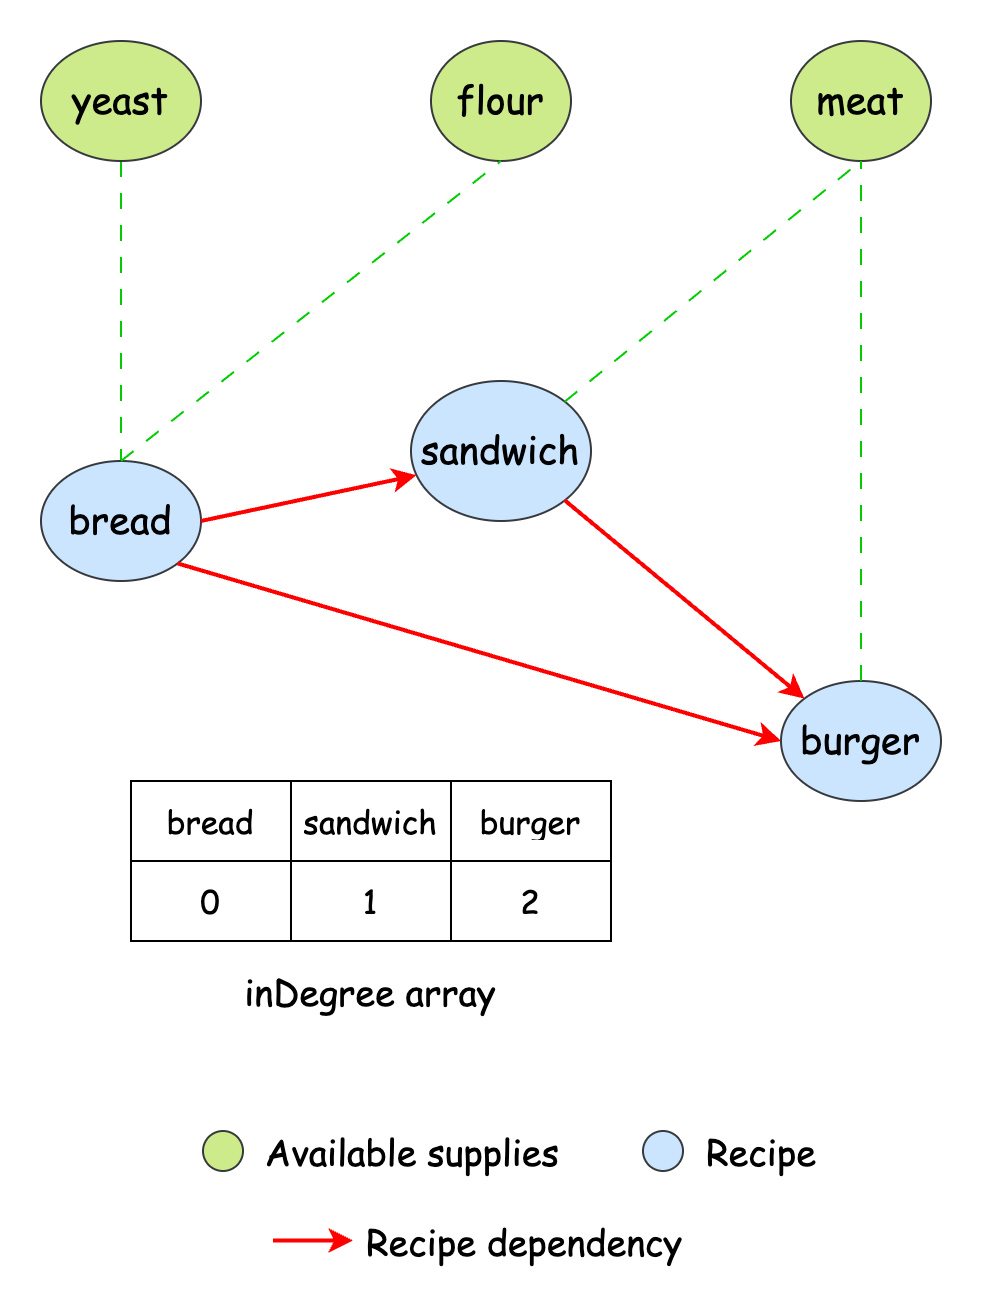 yeast flour meat
sandwich
bread
burger
bread sandwich burger
0 1 2
inDegree array
Available supplies Recipe
Recipe dependency